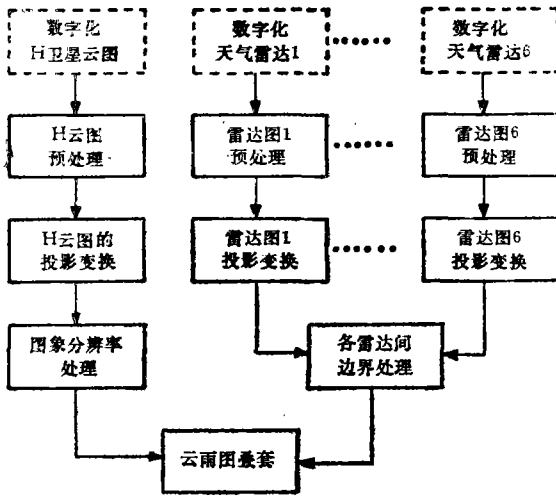 数字化
H卫星云图
数字化
天气雷达1
数字化
天气雷达6
H云图
预处理
雷达图1
预处理
雷达图6
预处理
H云图的
投影变换
雷达图1
投影变换
雷达图6
投影变换
图象分辨率
处理
各雷达间
边界处理
云雨图叠套